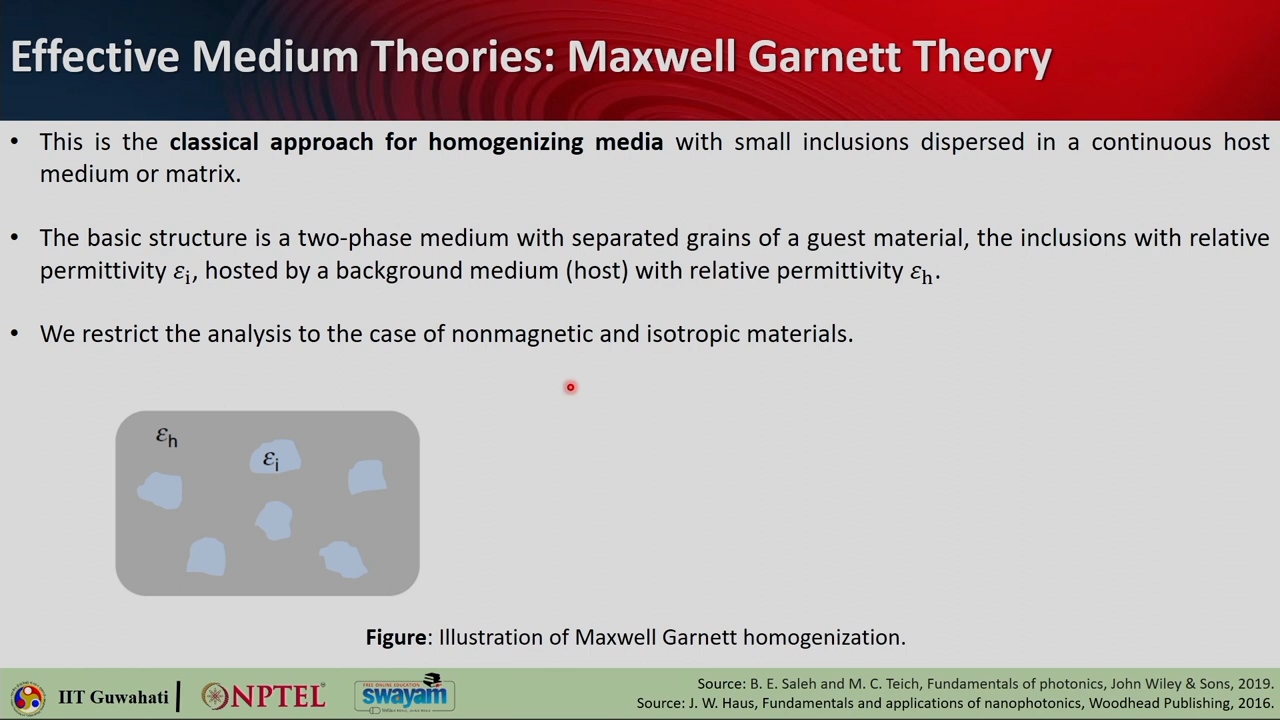 Effective Medium Theories: Maxwell Garnett Theory
• This is the classical approach for homogenizing media with small inclusions dispersed in a continuous host
medium or matrix.
• The basic structure is a two-phase medium with separated grains of a guest material, the inclusions with relative
permittivity εi, hosted by a background medium (host) with relative permittivity εh.
• We restrict the analysis to the case of nonmagnetic and isotropic materials.
εh
εi
Figure: Illustration of Maxwell Garnett homogenization.
IIT Guwahati
NPTEL
FREE ONLINE EDUCATION
swayam
Source: B. E. Saleh and M. C. Teich, Fundamentals of photonics, John Wiley & Sons, 2019.
Source: J. W. Haus, Fundamentals and applications of nanophotonics, Woodhead Publishing, 2016.